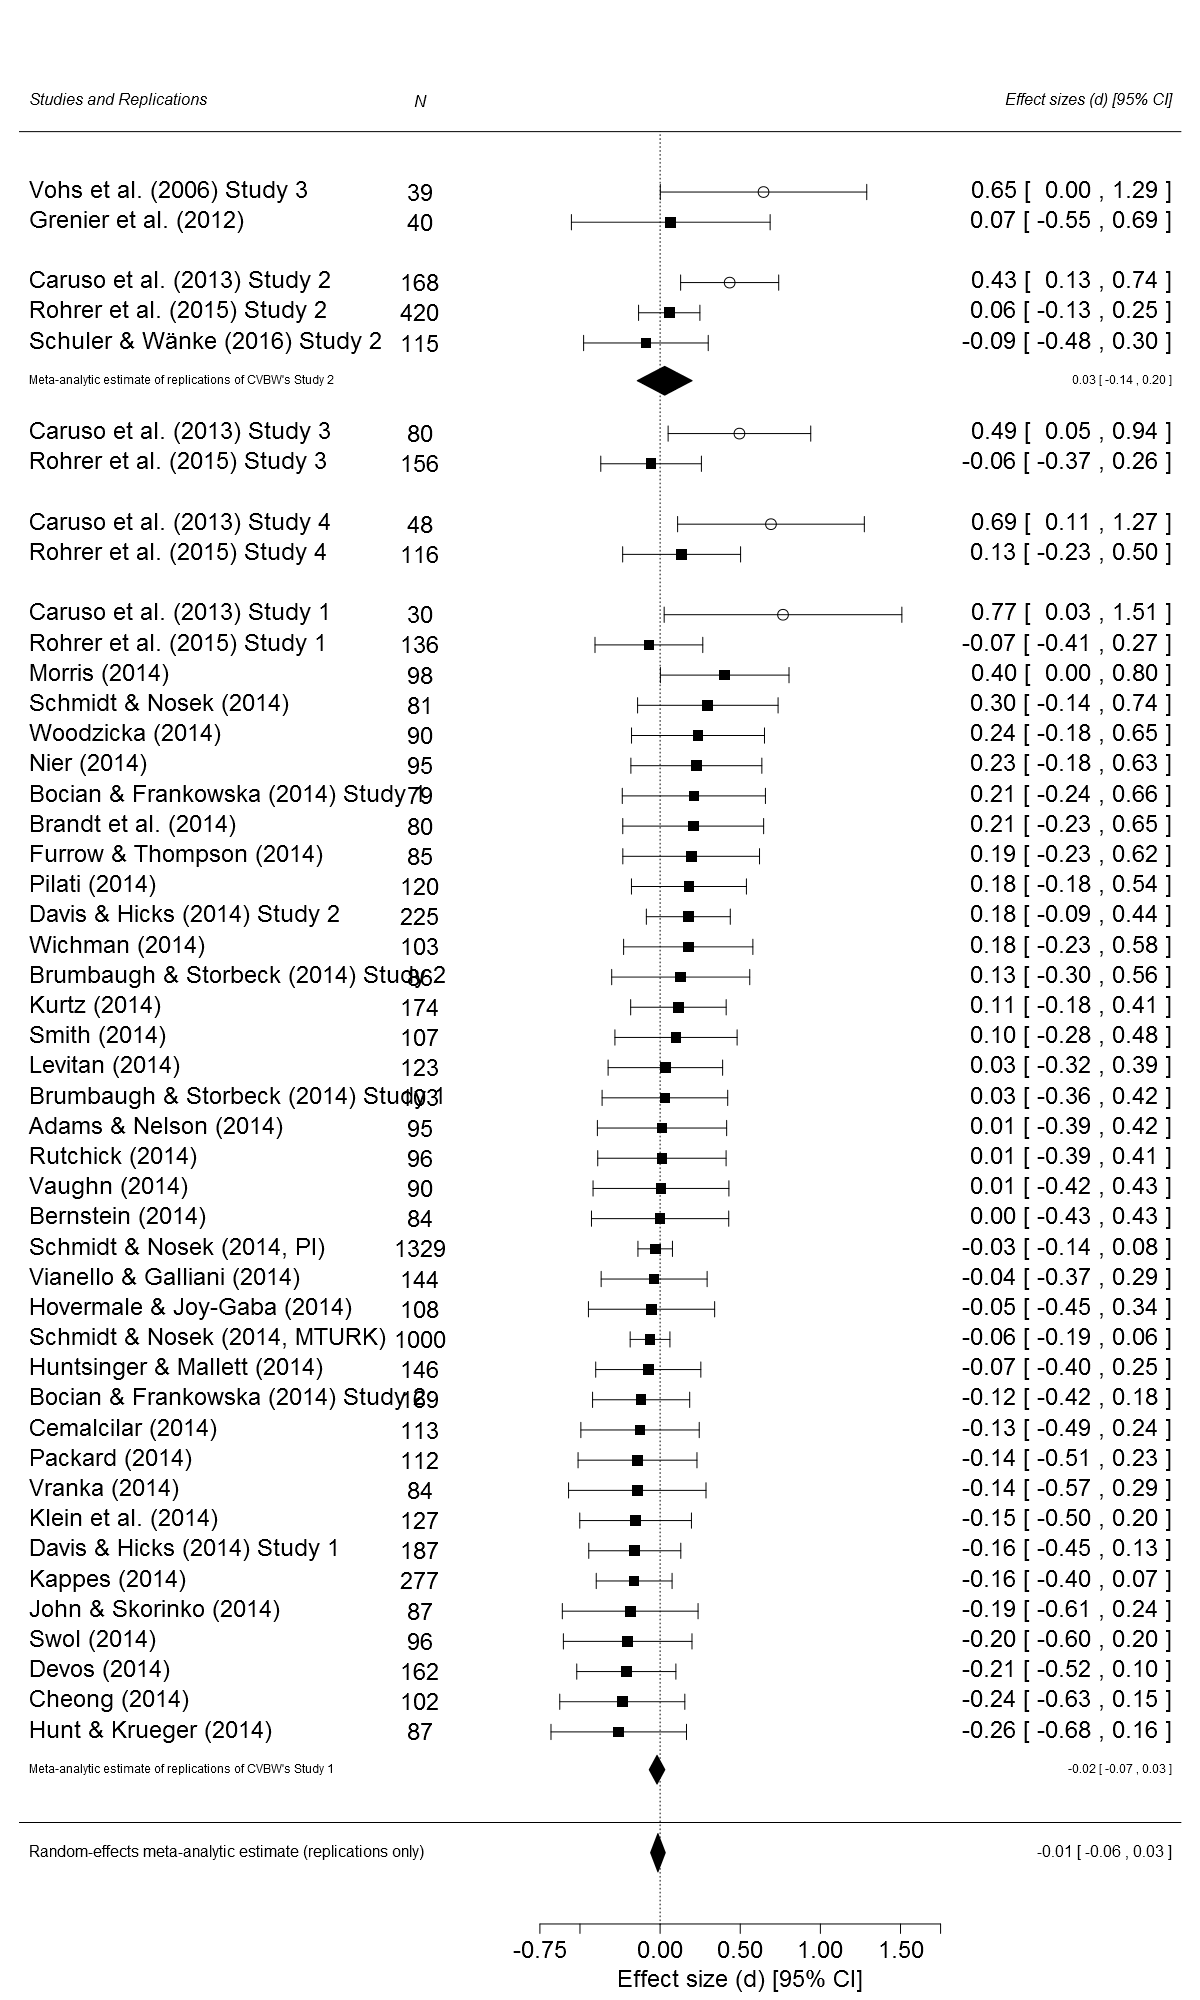 Studies and Replications N Effect sizes (d) [95% CI]
Vohs et al. (2006) Study 3 39 0.65 [ 0.00 , 1.29 ]
Grenier et al. (2012) 40 0.07 [ -0.55 , 0.69 ]
Caruso et al. (2013) Study 2 168 0.43 [ 0.13 , 0.74 ]
Rohrer et al. (2015) Study 2 420 0.06 [ -0.13 , 0.25 ]
Schuler & Wänke (2016) Study 2 115 -0.09 [ -0.48 , 0.30 ]
Meta-analytic estimate of replications of CVBW's Study 2 0.03 [ -0.14 , 0.20 ]
Caruso et al. (2013) Study 3 80 0.49 [ 0.05 , 0.94 ]
Rohrer et al. (2015) Study 3 156 -0.06 [ -0.37 , 0.26 ]
Caruso et al. (2013) Study 4 48 0.69 [ 0.11 , 1.27 ]
Rohrer et al. (2015) Study 4 116 0.13 [ -0.23 , 0.50 ]
Caruso et al. (2013) Study 1 30 0.77 [ 0.03 , 1.51 ]
Rohrer et al. (2015) Study 1 136 -0.07 [ -0.41 , 0.27 ]
Morris (2014) 98 0.40 [ 0.00 , 0.80 ]
Schmidt & Nosek (2014) 81 0.30 [ -0.14 , 0.74 ]
Woodzicka (2014) 90 0.24 [ -0.18 , 0.65 ]
Nier (2014) 95 0.23 [ -0.18 , 0.63 ]
Bocian & Frankowska (2014) Study 1 79 0.21 [ -0.24 , 0.66 ]
Brandt et al. (2014) 80 0.21 [ -0.23 , 0.65 ]
Furrow & Thompson (2014) 85 0.19 [ -0.23 , 0.62 ]
Pilati (2014) 120 0.18 [ -0.18 , 0.54 ]
Davis & Hicks (2014) Study 2 225 0.18 [ -0.09 , 0.44 ]
Wichman (2014) 103 0.18 [ -0.23 , 0.58 ]
Brumbaugh & Storbeck (2014) Study 2 86 0.13 [ -0.30 , 0.56 ]
Kurtz (2014) 174 0.11 [ -0.18 , 0.41 ]
Smith (2014) 107 0.10 [ -0.28 , 0.48 ]
Levitan (2014) 123 0.03 [ -0.32 , 0.39 ]
Brumbaugh & Storbeck (2014) Study 1 103 0.03 [ -0.36 , 0.42 ]
Adams & Nelson (2014) 95 0.01 [ -0.39 , 0.42 ]
Rutchick (2014) 96 0.01 [ -0.39 , 0.41 ]
Vaughn (2014) 90 0.01 [ -0.42 , 0.43 ]
Bernstein (2014) 84 0.00 [ -0.43 , 0.43 ]
Schmidt & Nosek (2014, PI) 1329 -0.03 [ -0.14 , 0.08 ]
Vianello & Galliani (2014) 144 -0.04 [ -0.37 , 0.29 ]
Hovermale & Joy-Gaba (2014) 108 -0.05 [ -0.45 , 0.34 ]
Schmidt & Nosek (2014, MTURK) 1000 -0.06 [ -0.19 , 0.06 ]
Huntsinger & Mallett (2014) 146 -0.07 [ -0.40 , 0.25 ]
Bocian & Frankowska (2014) Study 2 169 -0.12 [ -0.42 , 0.18 ]
Cemalcilar (2014) 113 -0.13 [ -0.49 , 0.24 ]
Packard (2014) 112 -0.14 [ -0.51 , 0.23 ]
Vranka (2014) 84 -0.14 [ -0.57 , 0.29 ]
Klein et al. (2014) 127 -0.15 [ -0.50 , 0.20 ]
Davis & Hicks (2014) Study 1 187 -0.16 [ -0.45 , 0.13 ]
Kappes (2014) 277 -0.16 [ -0.40 , 0.07 ]
John & Skorinko (2014) 87 -0.19 [ -0.61 , 0.24 ]
Swol (2014) 96 -0.20 [ -0.60 , 0.20 ]
Devos (2014) 162 -0.21 [ -0.52 , 0.10 ]
Cheong (2014) 102 -0.24 [ -0.63 , 0.15 ]
Hunt & Krueger (2014) 87 -0.26 [ -0.68 , 0.16 ]
Meta-analytic estimate of replications of CVBW's Study 1 -0.02 [ -0.07 , 0.03 ]
Random-effects meta-analytic estimate (replications only) -0.01 [ -0.06 , 0.03 ]
-0.75 0.00 0.50 1.00 1.50
Effect size (d) [95% CI]